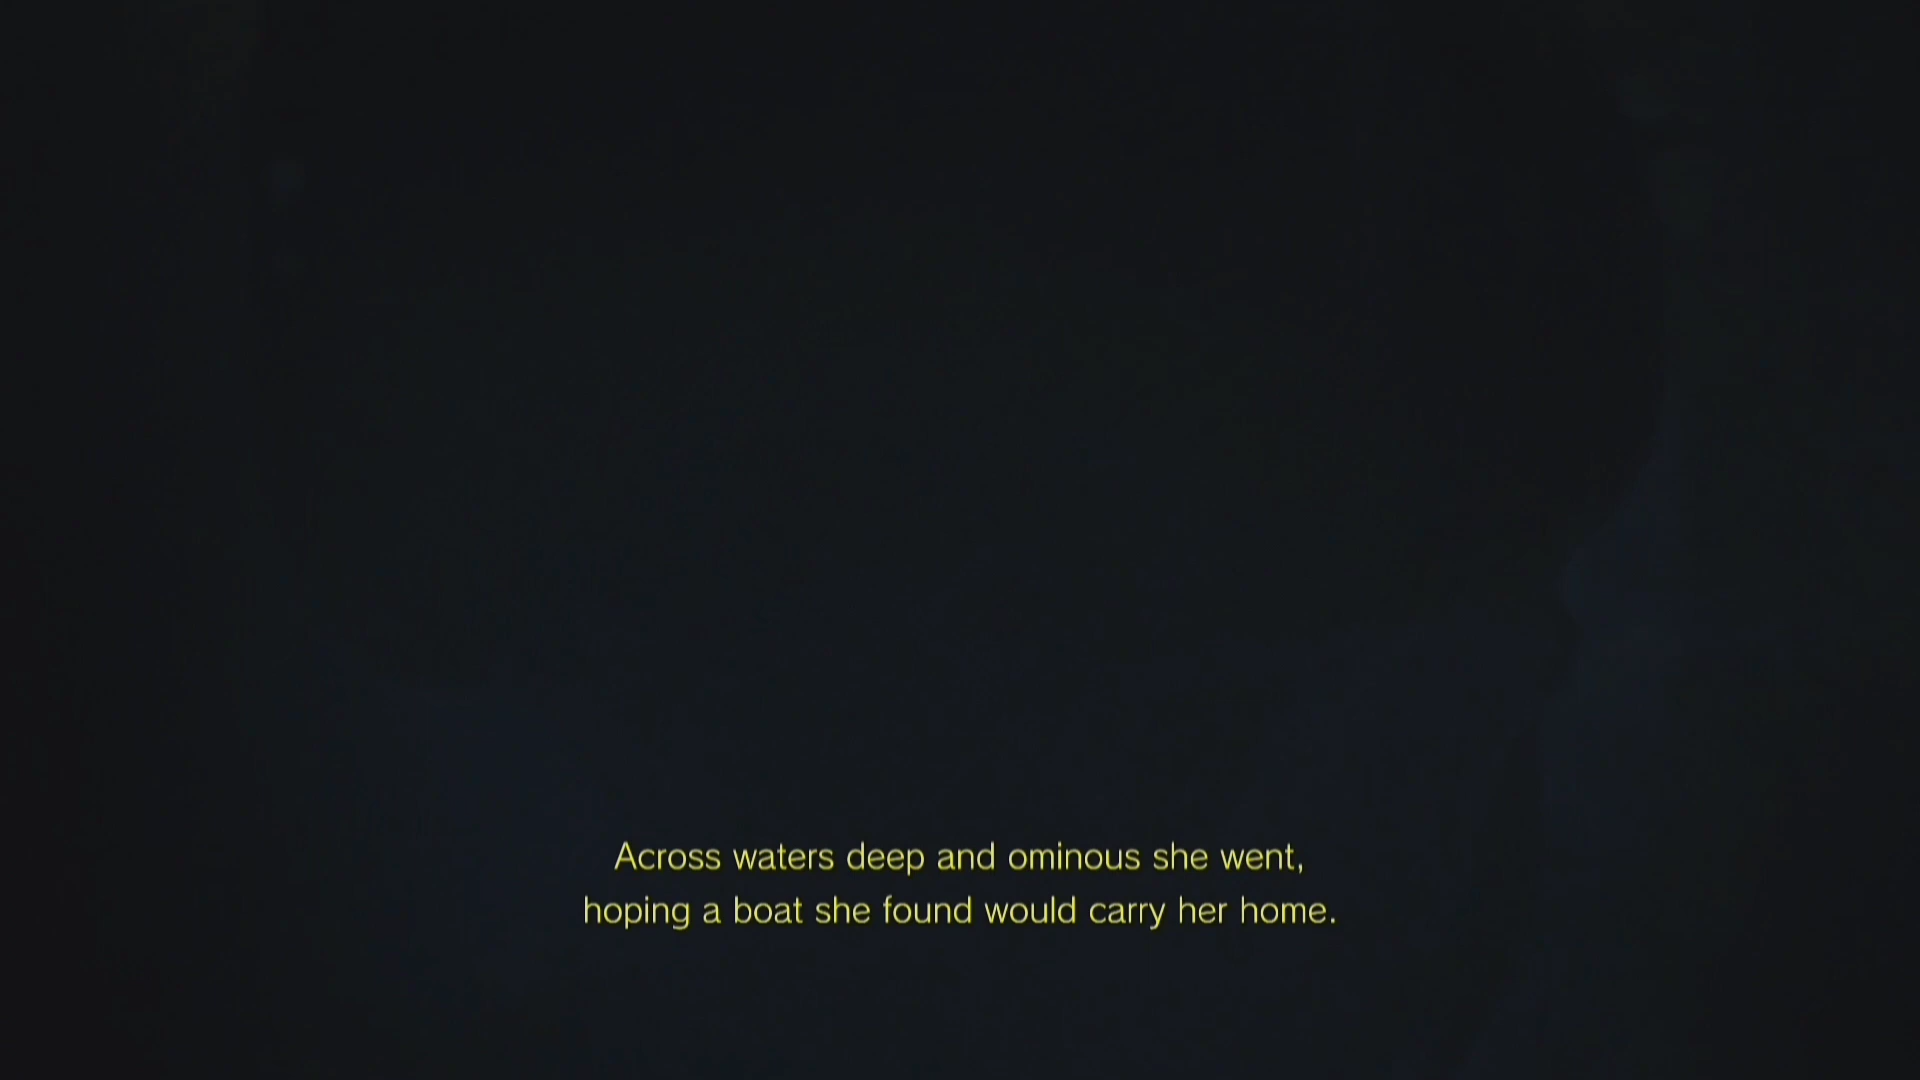 Across waters deep and ominous she went,
hoping a boat she found would carry her home.